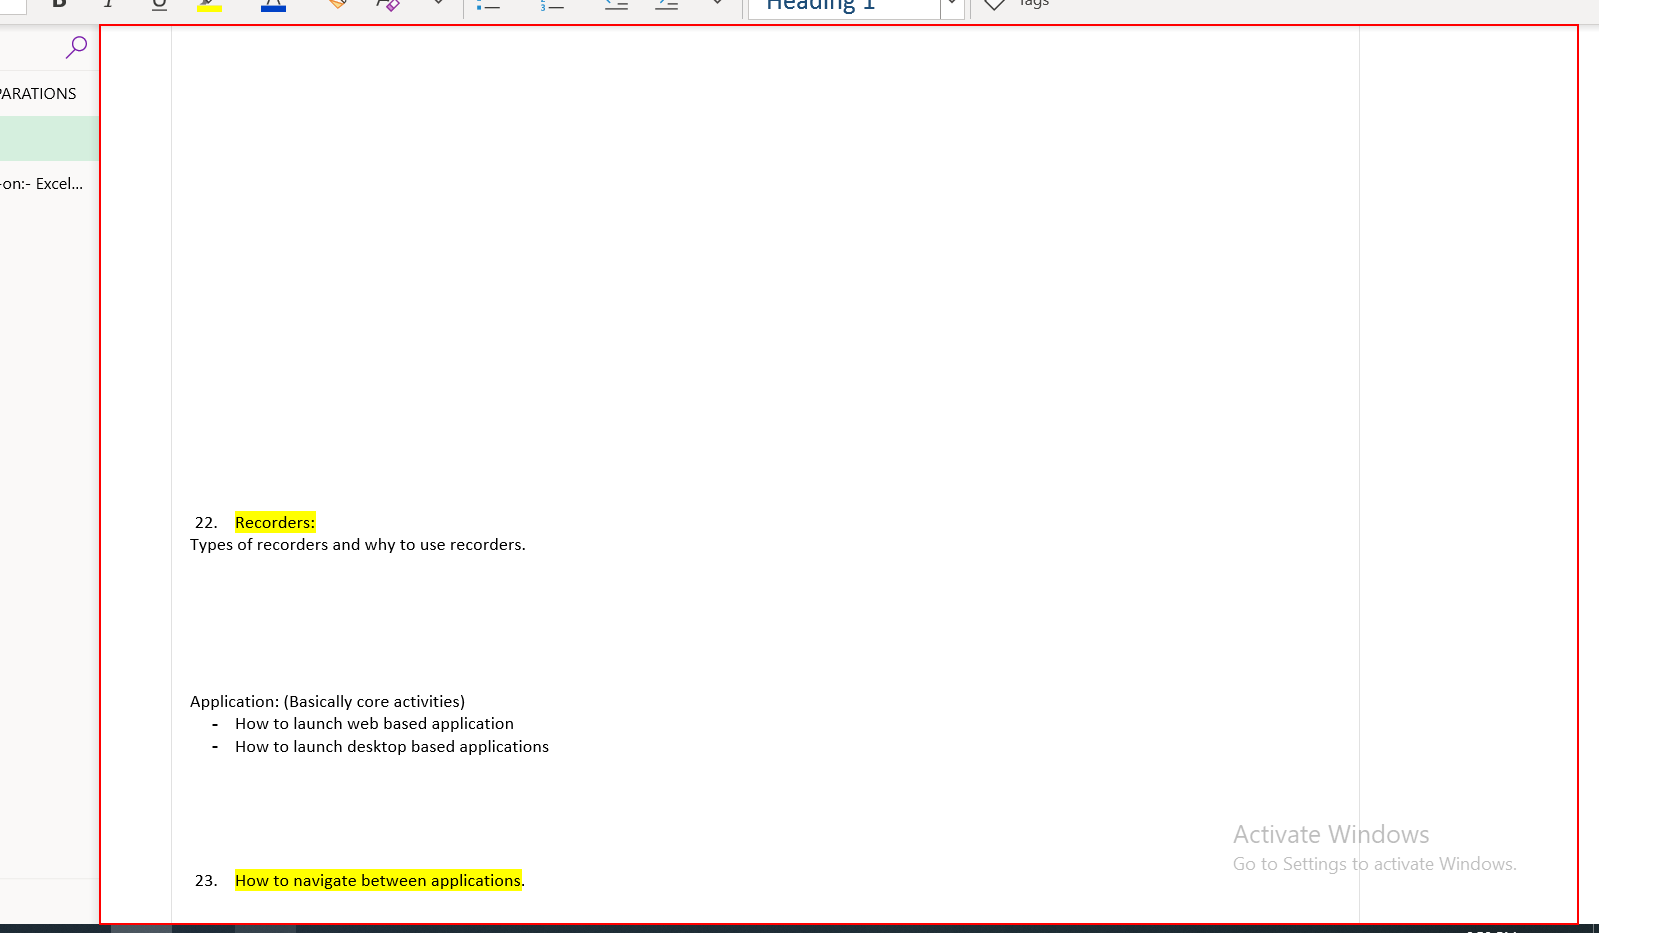 Heading 1
Tags
PARATIONS
-on:- Excel...
22. Recorders:
Types of recorders and why to use recorders.
Application: (Basically core activities)
- How to launch web based application
- How to launch desktop based applications
Activate Windows
Go to Settings to activate Windows.
23. How to navigate between applications.